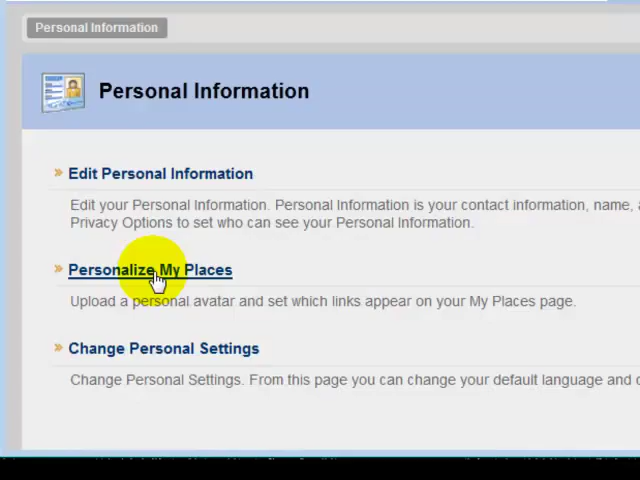 Personal Information
Personal Information
Edit Personal Information
Edit your Personal Information. Personal Information is your contact information, name,
Privacy Options to set who can see your Personal Information.
Personalize My Places
Upload a personal avatar and set which links appear on your My Places page.
Change Personal Settings
Change Personal Settings. From this page you can change your default language and